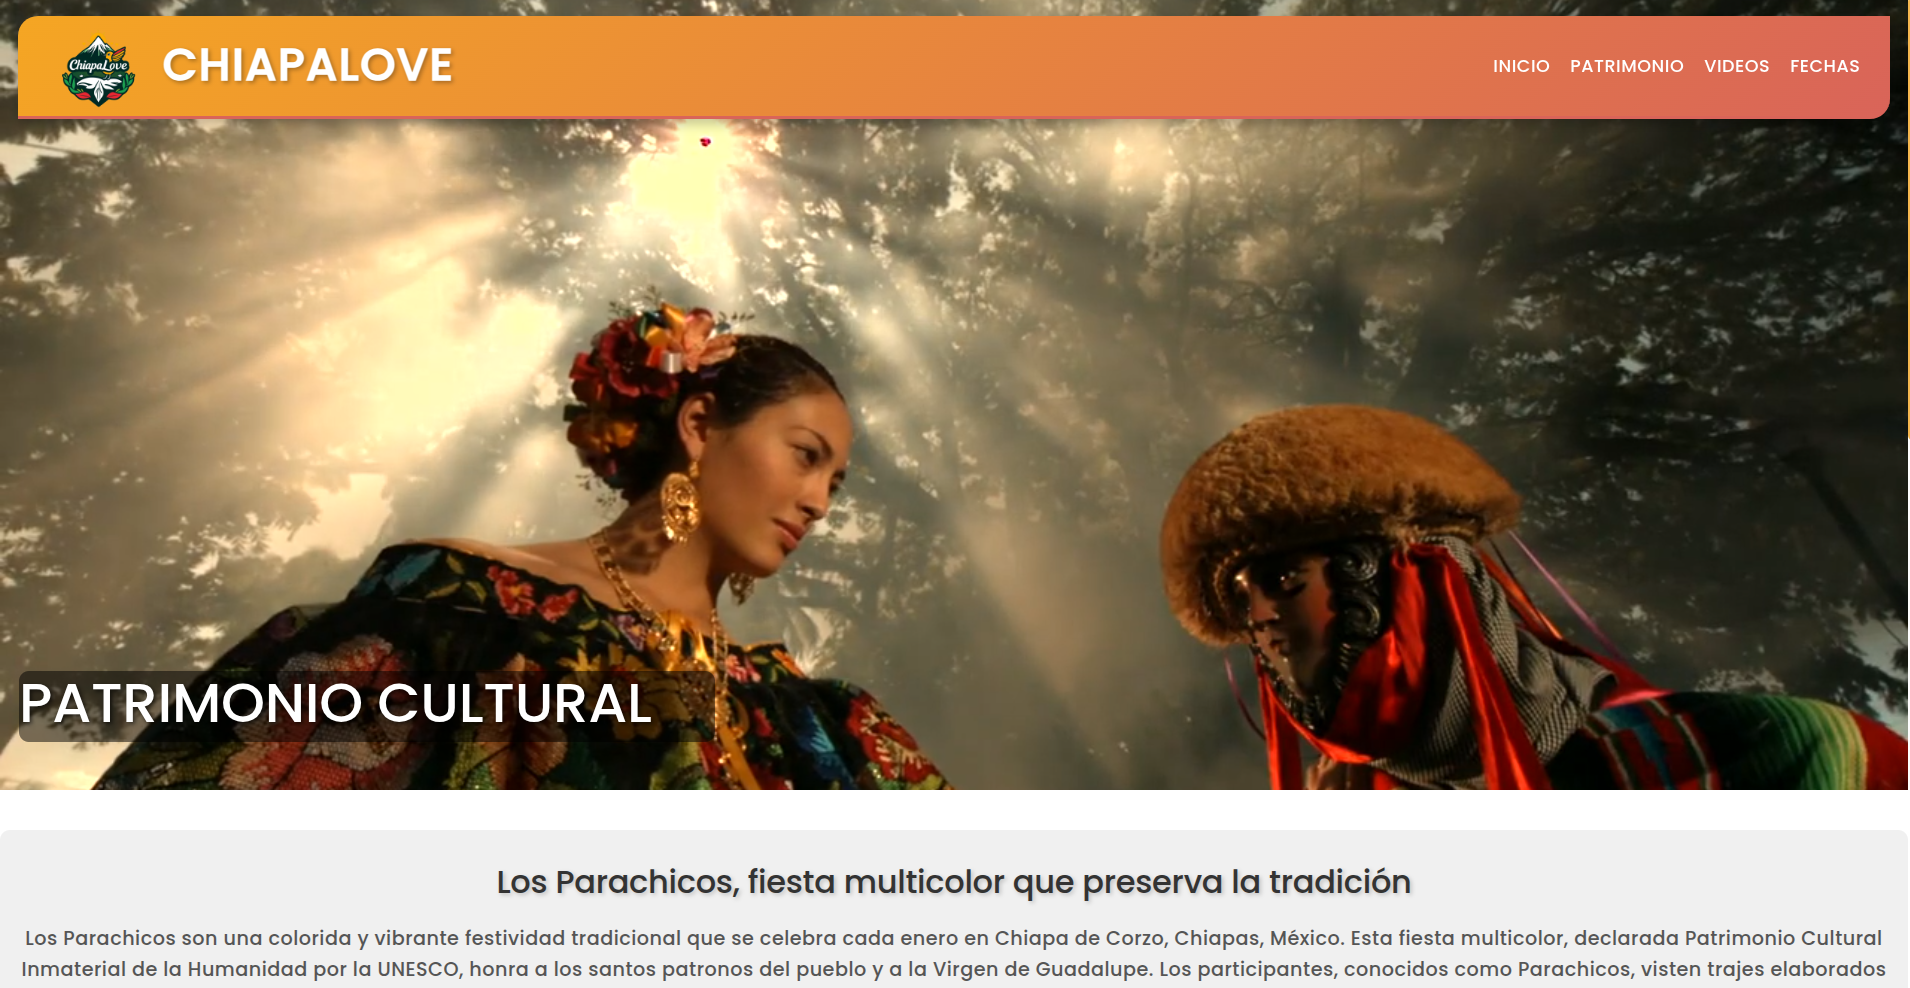 ChiapaLove
CHIAPALOVE
INICIO PATRIMONIO VIDEOS FECHAS
PATRIMONIO CULTURAL
Los Parachicos, fiesta multicolor que preserva la tradición
Los Parachicos son una colorida y vibrante festividad tradicional que se celebra cada enero en Chiapa de Corzo, Chiapas, México. Esta fiesta multicolor, declarada Patrimonio Cultural
Inmaterial de la Humanidad por la UNESCO, honra a los santos patronos del pueblo y a la Virgen de Guadalupe. Los participantes, conocidos como Parachicos, visten trajes elaborados